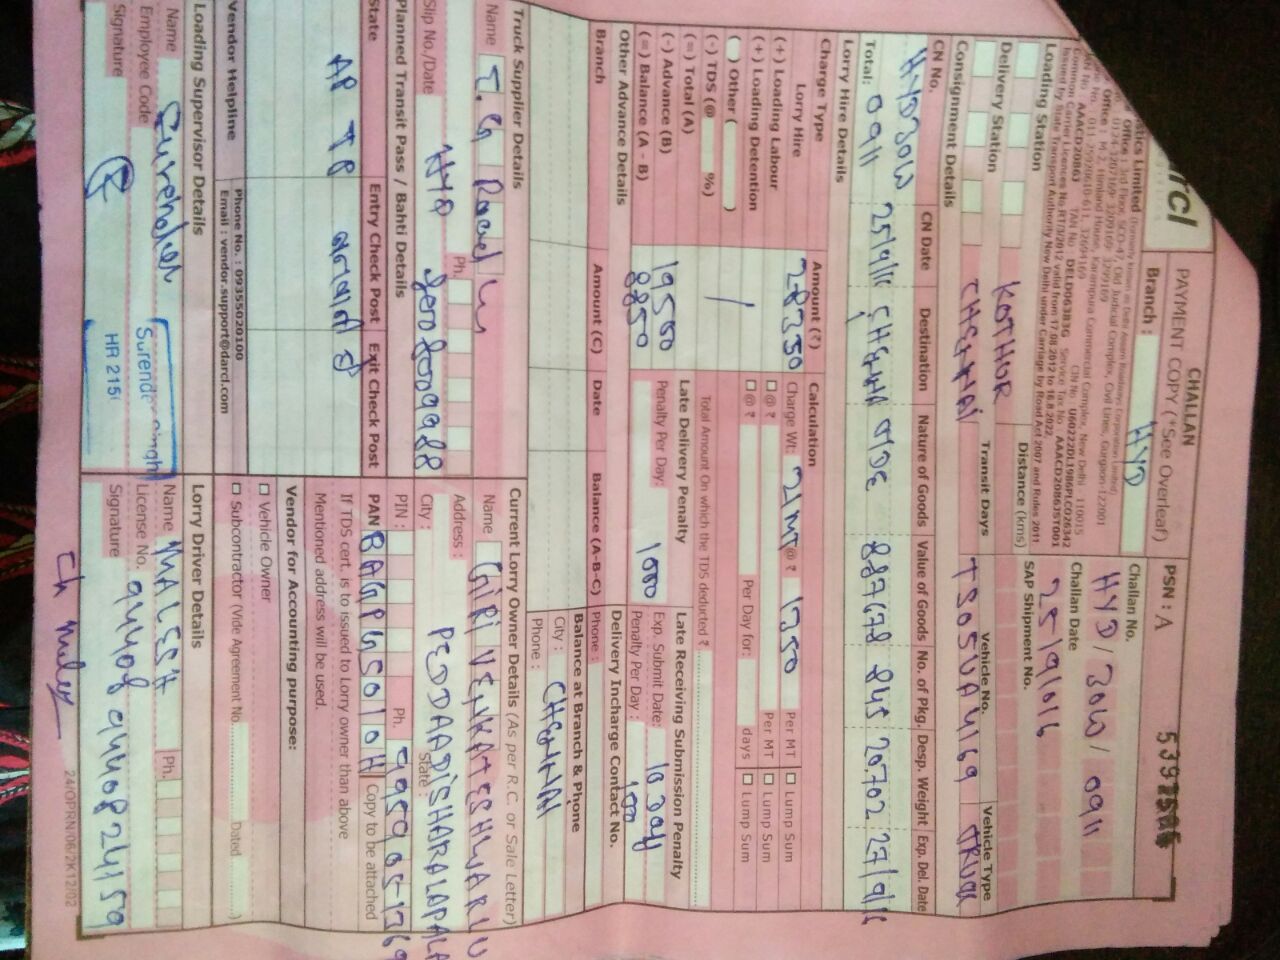 darcl
CHALLAN
PAYMENT COPY (*See Overleaf)
Branch : HYD
PSN : A
Challan No.
HYD/30W/0911
Challan Date
25/9/016
SAP Shipment No.
stics Limited (formerly known as Delhi Assam Roadways Corporation Limited)
Office : 3rd Floor, SCO-47, Old Judicial Complex, Civil Lines, Gurgaon-122001
0124-3207169 3209169 3299169
Office : M-2, Himland House, Karampura Commercial Complex, New Delhi - 110015
No. : 011-25920610-611, 32694169 CIN No. U60222DL1986PLC026342
AN No : AAACD2086J TAN No : DELD06383G Service Tax No : AAACD2086JST001
Common Carrier Licences No.RT/3/2012 valid from 17.08.2012 to 16.8.2022,
Issued by State Transport Authority New Delhi under Carriage by Road Act 2007 and Rules 2011
Loading Station KOTHUR Distance (kms)
Delivery Station CHENNAI Transit Days
Vehicle No. Vehicle Type
TS05UA4169 TRUCK
Consignment Details
CN No. CN Date Destination Nature of Goods Value of Goods No. of Pkg. Desp. Weight Exp. Del. Date
HYD30W
0911 25/9/16 CHENNA 887678 845 20.702 27/9/16
Total:
Lorry Hire Details
Charge Type Amount (₹) Calculation
Lorry Hire 28350 Charge Wt: 21MT @ ₹ 1350 Per MT Lump Sum
(+) Loading Labour @ ₹ Per MT Lump Sum
(+) Loading Detention @ ₹ Per Day for: days Lump Sum
( ) Other ( )
(-) TDS (@ %) Total Amount On which the TDS deducted ₹
(=) Total (A)
(-) Advance (B) 19500
(=) Balance (A - B) 8850
Late Delivery Penalty
Penalty Per Day: 1000
Late Receiving Submission Penalty
Exp. Submit Date: 10 Day
Penalty Per Day : 100
Other Advance Details
Branch Amount (C) Date Balance (A-B-C)
Delivery Incharge Contact No.
Phone :
Balance at Branch & Phone
City : CHENNAI
Phone :
Truck Supplier Details
Name T. G Road
HYD Ph.
Slip No./Date 8008009988
Current Lorry Owner Details (As per R.C. or Sale Letter)
Name GIRI VENKATESHWARLU
Address : PEDDAADISHARALAPALA
City : State :
PIN : Ph. 9959051369
PAN BAGPG5010H Copy to be attached
If TDS cert. is to issued to Lorry owner than above
Mentioned address will be used.
Planned Transit Pass / Bahti Details
State Entry Check Post Exit Check Post
AP TP बनवानी है
Vendor for Accounting purpose:
Vehicle Owner
Subcontractor (Vide Agreement No. Dated )
Vendor Helpline
Phone No. : 09355020100
Email : vendor.support@darcl.com
Loading Supervisor Details
Name Surender
Employee Code
Signature
Surender Singh
HR 215
Lorry Driver Details
Name MALESH Ph.
License No. 94408
Signature 9440824159
24/OPRN/06/2K12/02